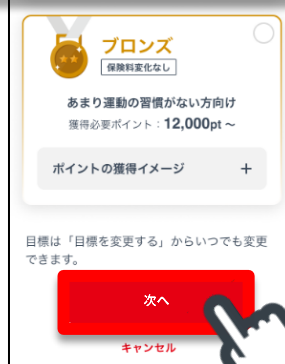 ブロンズ
保険料変化なし
あまり運動の習慣がない方向け
獲得必要ポイント：12,000pt ～
ポイントの獲得イメージ +
目標は「目標を変更する」からいつでも変更
できます。
次へ
キャンセル